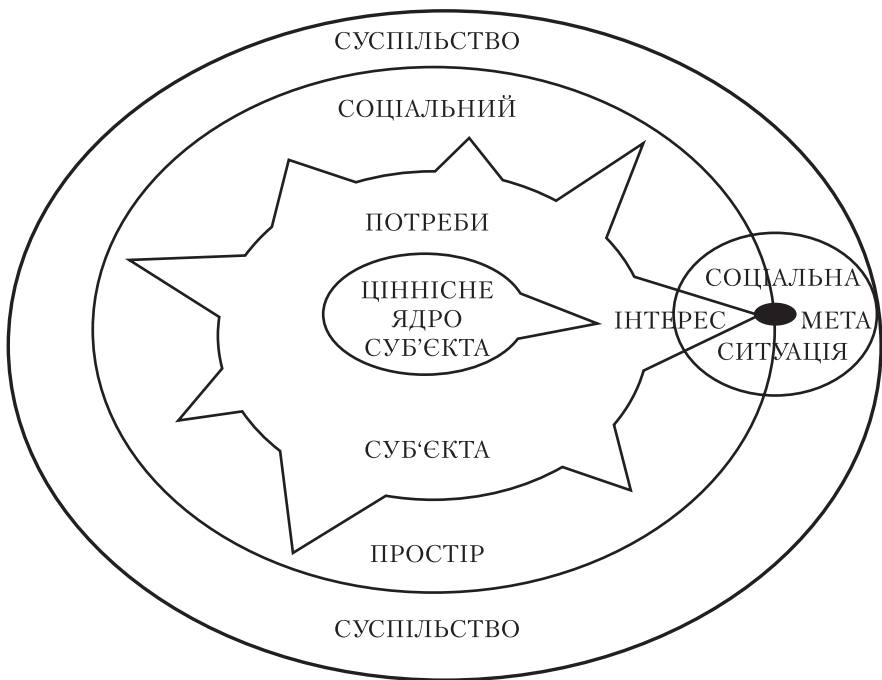 СУСПІЛЬСТВО
СОЦІАЛЬНИЙ
ПОТРЕБИ
ЦІННІСНЕ
ЯДРО
СУБ’ЄКТА
СОЦІАЛЬНА
ІНТЕРЕС
МЕТА
СИТУАЦІЯ
СУБ‘ЄКТА
ПРОСТІР
СУСПІЛЬСТВО